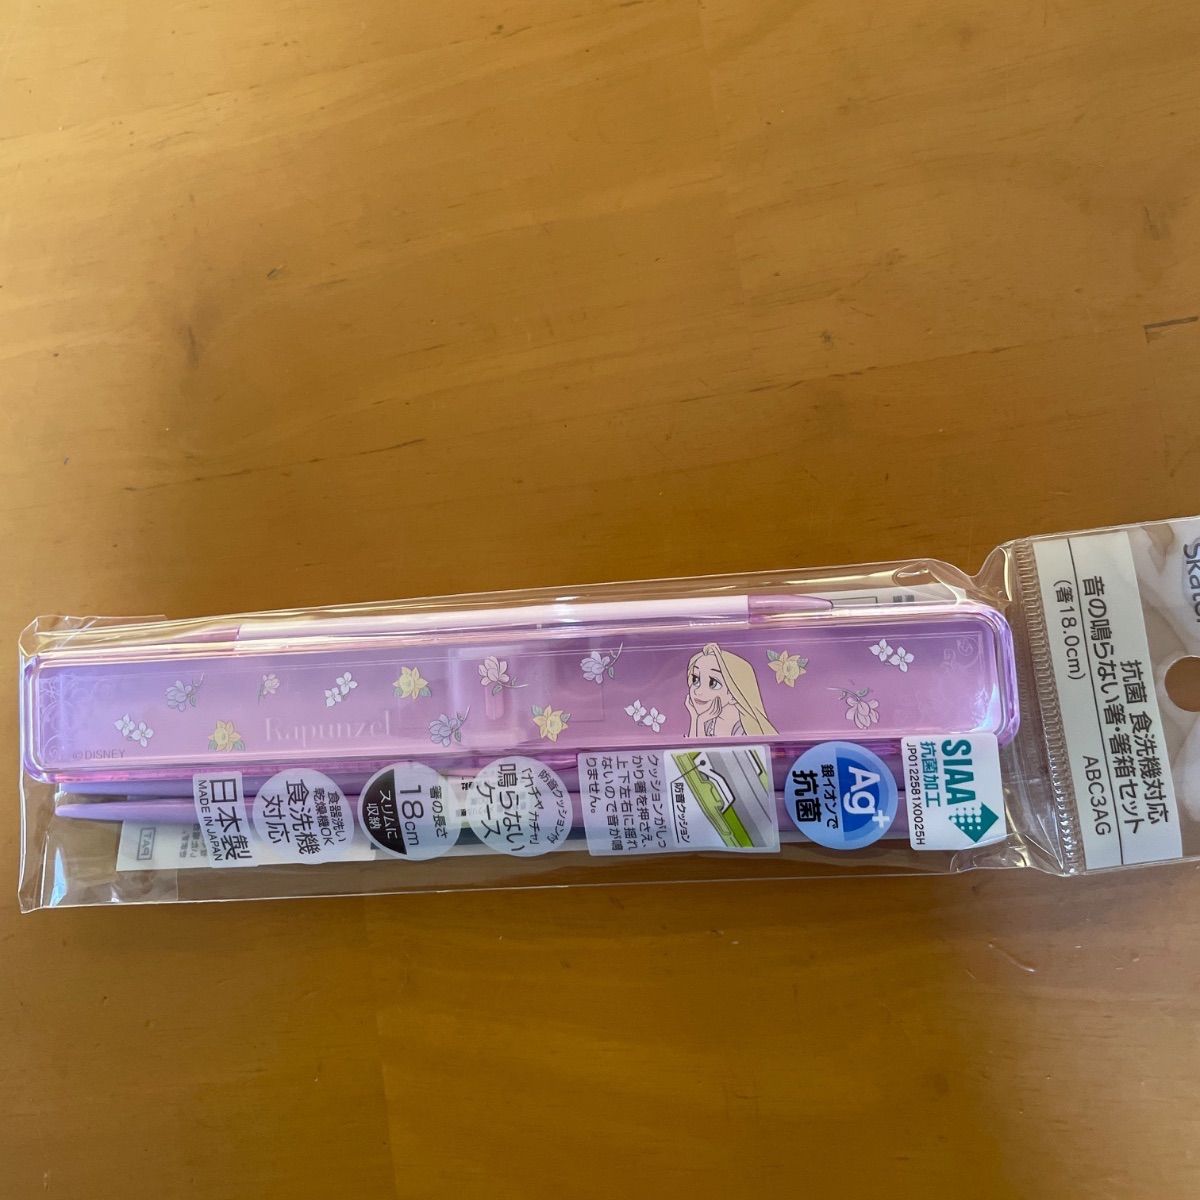 Skater
抗菌 食洗機対応
音の鳴らない箸・箸箱セット
(箸18.0cm)
ABC3AG
Rapunzel
©DISNEY
SIAA
抗菌加工
JP0122581X0025H
Ag+
銀イオンで
抗菌
防音クッション
クッションがしっ
かり箸を押さえ、
上下左右に揺れ
ないので音が鳴
りません。
防音クッションで
「カチャカチャ」
鳴らない
ケース
箸の長さ
18cm
スリムに
収納
食器洗い
乾燥機OK
食洗機
対応
日本製
MADE IN JAPAN